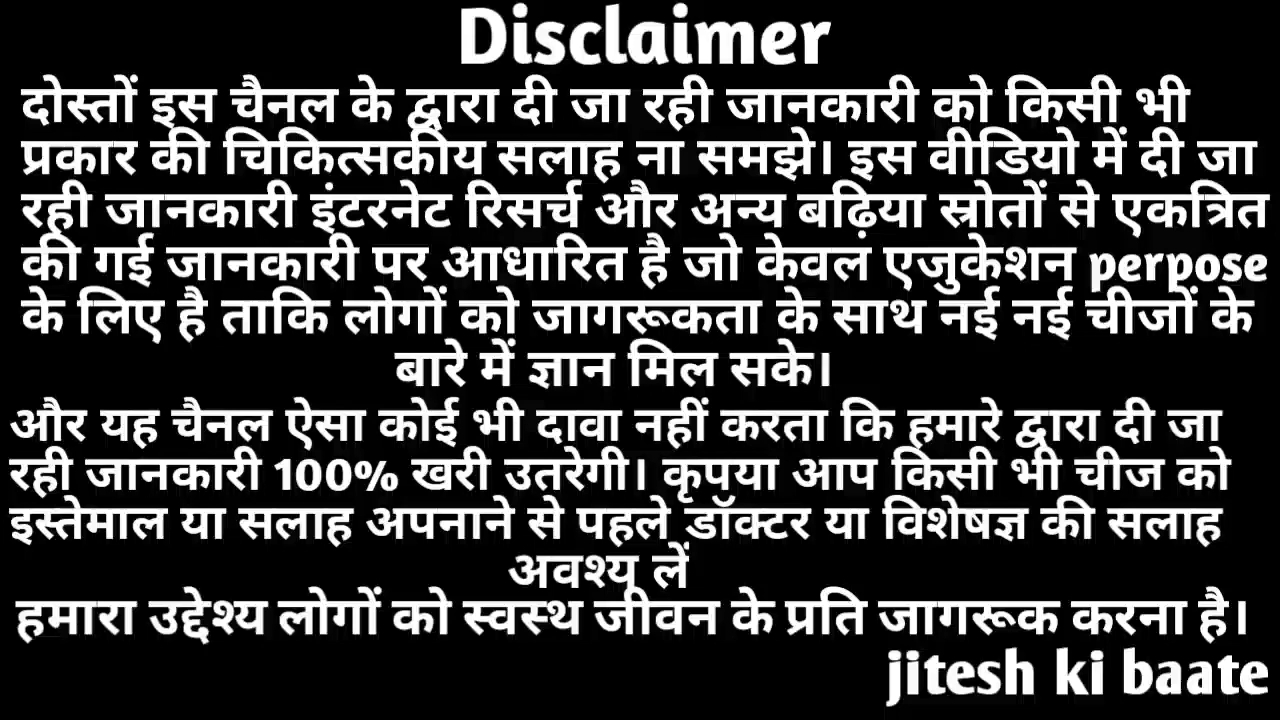 Disclaimer
दोस्तों इस चैनल के द्वारा दी जा रही जानकारी को किसी भी
प्रकार की चिकित्सकीय सलाह ना समझे। इस वीडियो में दी जा
रही जानकारी इंटरनेट रिसर्च और अन्य बढ़िया स्रोतों से एकत्रित
की गई जानकारी पर आधारित है जो केवल एजुकेशन perpose
के लिए है ताकि लोगों को जागरूकता के साथ नई नई चीजों के
बारे में ज्ञान मिल सके।
और यह चैनल ऐसा कोई भी दावा नहीं करता कि हमारे द्वारा दी जा
रही जानकारी 100% खरी उतरेगी। कृपया आप किसी भी चीज को
इस्तेमाल या सलाह अपनाने से पहले डॉक्टर या विशेषज्ञ की सलाह
अवश्य लें
हमारा उद्देश्य लोगों को स्वस्थ जीवन के प्रति जागरूक करना है।
jitesh ki baate